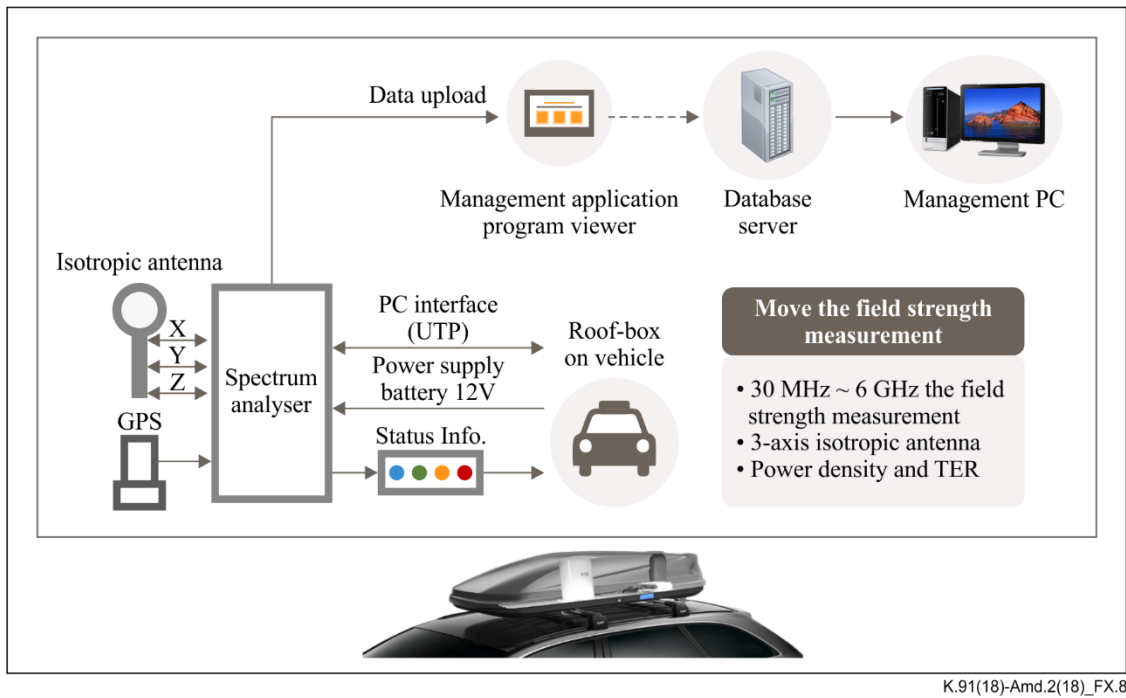 Data upload
Management application
program viewer
Database
server
Management PC
Isotropic antenna
X
Y
Z
GPS
Spectrum
analyser
PC interface
(UTP)
Power supply
battery 12V
Status Info.
Roof-box
on vehicle
Move the field strength
measurement
• 30 MHz ~ 6 GHz the field
strength measurement
• 3-axis isotropic antenna
• Power density and TER
K.91(18)-Amd.2(18)_FX.8